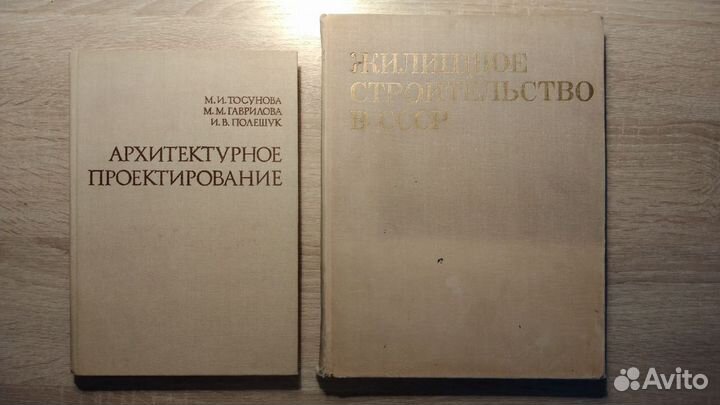 М. И. ТОСУНОВА
М. М. ГАВРИЛОВА
И. В. ПОЛЕЩУК
АРХИТЕКТУРНОЕ
ПРОЕКТИРОВАНИЕ
ЖИЛИЩНОЕ
СТРОИТЕЛЬСТВО
В СССР
Avito